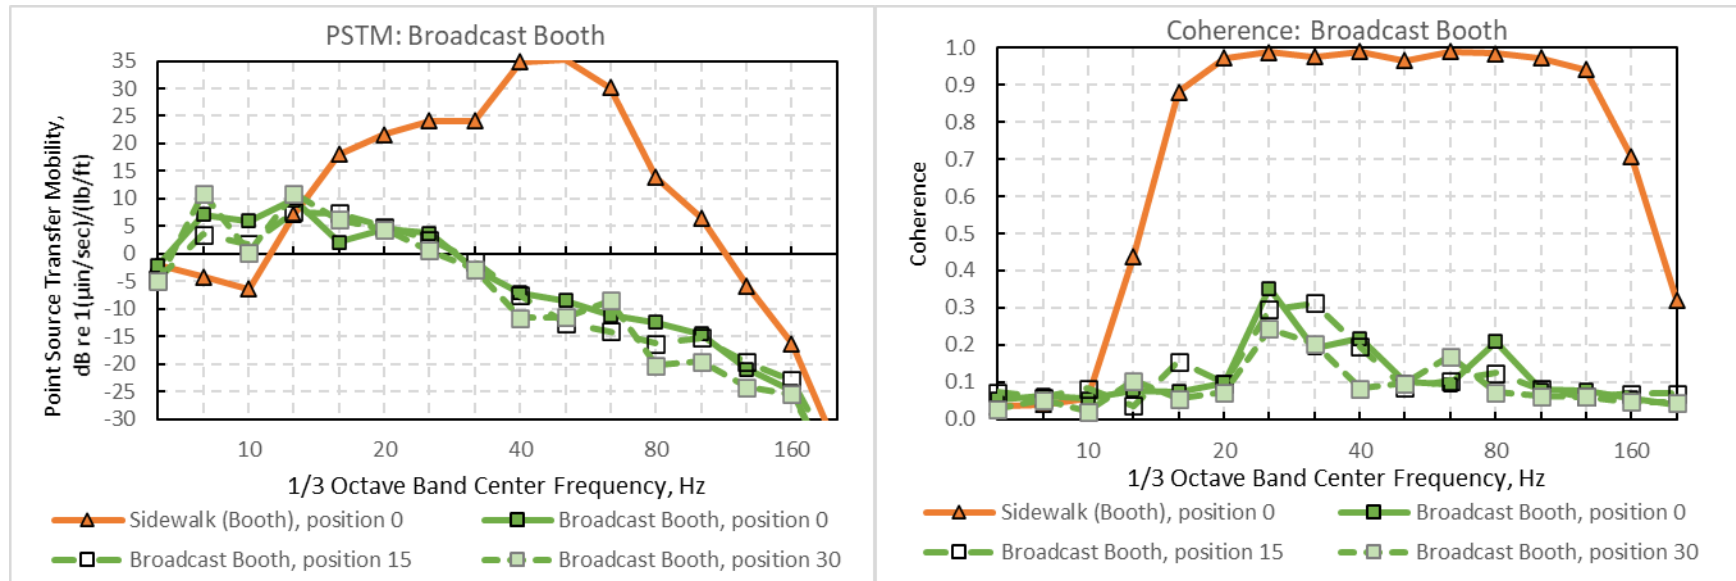 PSTM: Broadcast Booth
Point Source Transfer Mobility,
dB re 1(µin/sec)/(lb/ft)
35
30
25
20
15
10
5
0
-5
-10
-15
-20
-25
-30
10 20 40 80 160
1/3 Octave Band Center Frequency, Hz
Sidewalk (Booth), position 0 Broadcast Booth, position 0
Broadcast Booth, position 15 Broadcast Booth, position 30
Coherence: Broadcast Booth
Coherence
1.0
0.9
0.8
0.7
0.6
0.5
0.4
0.3
0.2
0.1
0.0
10 20 40 80 160
1/3 Octave Band Center Frequency, Hz
Sidewalk (Booth), position 0 Broadcast Booth, position 0
Broadcast Booth, position 15 Broadcast Booth, position 30